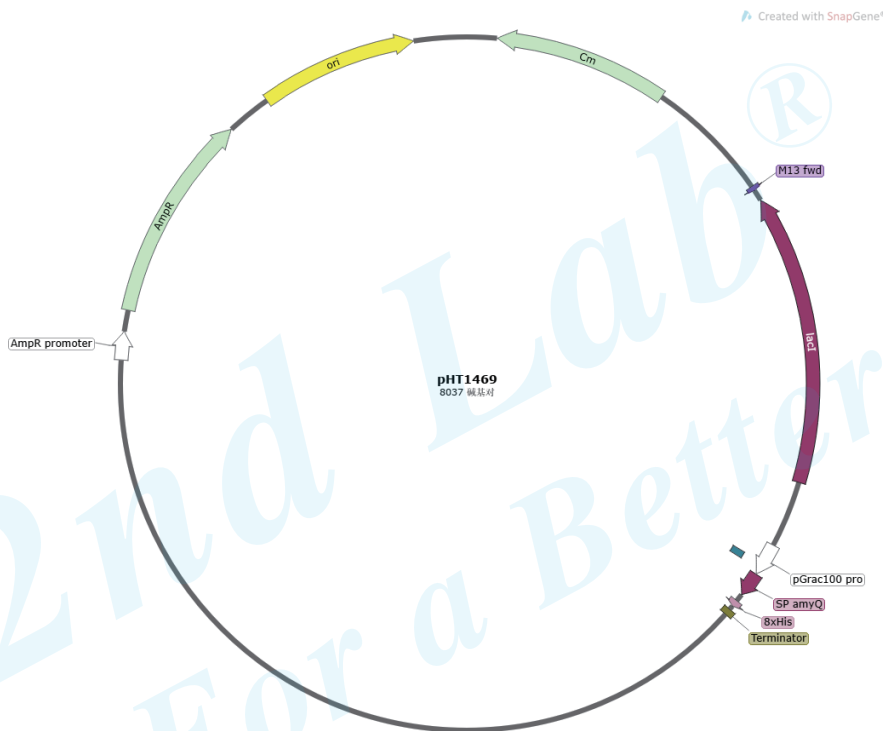 Created with SnapGene®
ori
Cm
M13 fwd
AmpR
lacI
AmpR promoter
pHT1469
8037 碱基对
pGrac100 pro
SP amyQ
8xHis
Terminator
2nd Lab®
For a Better